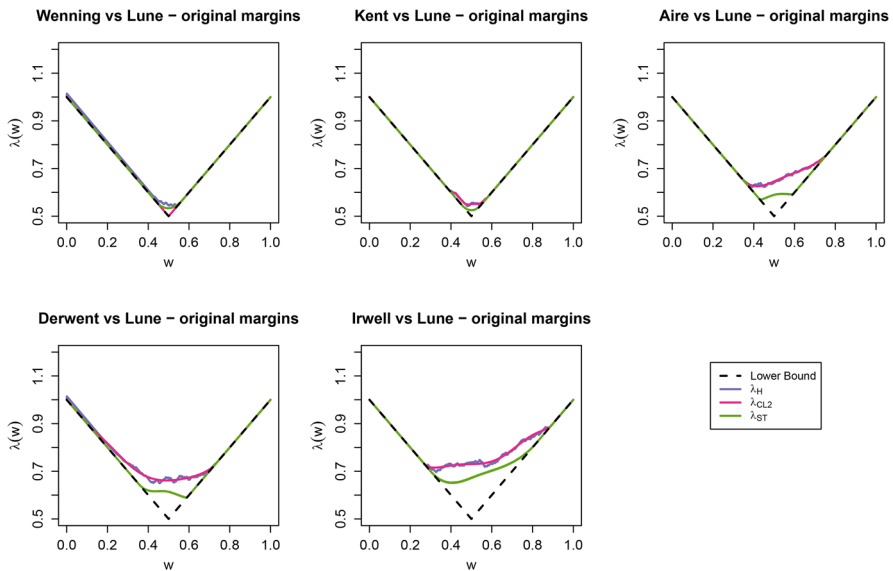 Wenning vs Lune − original margins
λ(w)
0.5 0.7 0.9 1.1
0.0 0.2 0.4 0.6 0.8 1.0
w
Kent vs Lune − original margins
λ(w)
0.5 0.7 0.9 1.1
0.0 0.2 0.4 0.6 0.8 1.0
w
Aire vs Lune − original margins
λ(w)
0.5 0.7 0.9 1.1
0.0 0.2 0.4 0.6 0.8 1.0
w
Derwent vs Lune − original margins
λ(w)
0.5 0.7 0.9 1.1
0.0 0.2 0.4 0.6 0.8 1.0
w
Irwell vs Lune − original margins
λ(w)
0.5 0.7 0.9 1.1
0.0 0.2 0.4 0.6 0.8 1.0
w
Lower Bound
λH
λCL2
λST